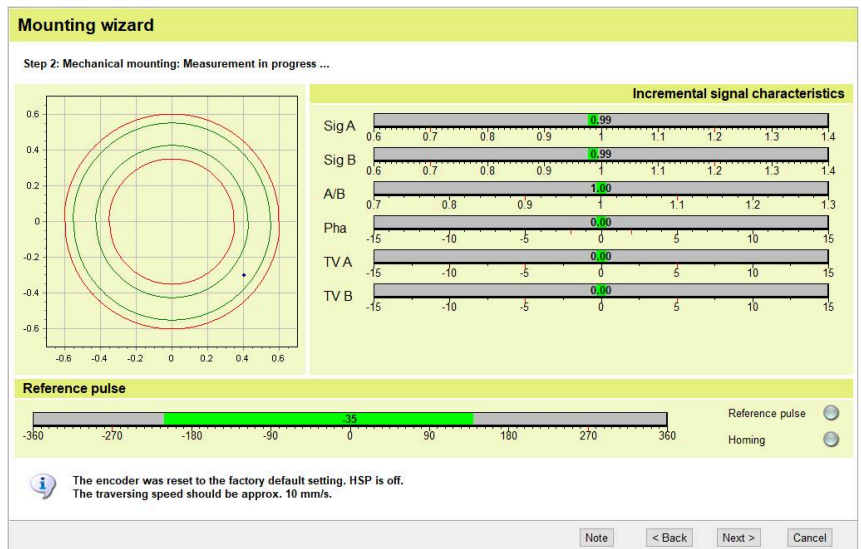 Mounting wizard
Step 2: Mechanical mounting: Measurement in progress ...
Incremental signal characteristics
0.6
0.4
0.2
0
-0.2
-0.4
-0.6
-0.6 -0.4 -0.2 0 0.2 0.4 0.6
Sig A 0.99
0.6 0.7 0.8 0.9 1 1.1 1.2 1.3 1.4
Sig B 0.99
0.6 0.7 0.8 0.9 1 1.1 1.2 1.3 1.4
A/B 1.00
0.7 0.8 0.9 1 1.1 1.2 1.3
Pha 0.00
-15 -10 -5 0 5 10 15
TV A 0.00
-15 -10 -5 0 5 10 15
TV B 0.00
-15 -10 -5 0 5 10 15
Reference pulse
-35
-360 -270 -180 -90 0 90 180 270 360
Reference pulse
Homing
The encoder was reset to the factory default setting. HSP is off.
The traversing speed should be approx. 10 mm/s.
Note < Back Next > Cancel